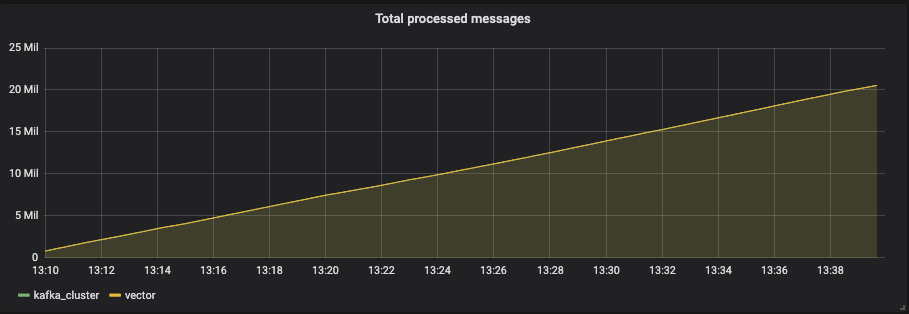 Total processed messages
25 Mil
20 Mil
15 Mil
10 Mil
5 Mil
0
13:10 13:12 13:14 13:16 13:18 13:20 13:22 13:24 13:26 13:28 13:30 13:32 13:34 13:36 13:38
kafka_cluster vector